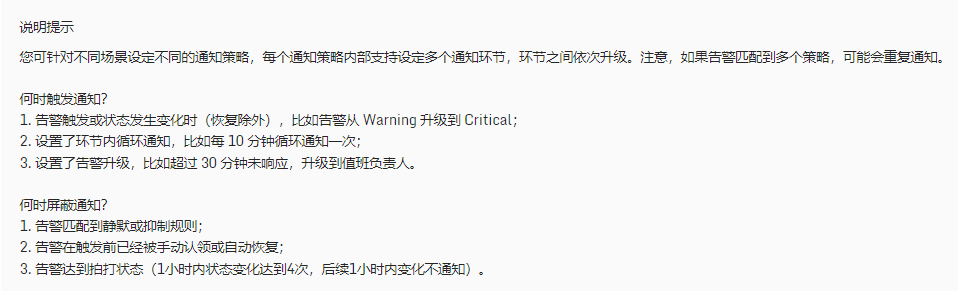 说明提示
您可针对不同场景设定不同的通知策略，每个通知策略内部支持设定多个通知环节，环节之间依次升级。注意，如果告警匹配到多个策略，可能会重复通知。
何时触发通知？
1. 告警触发或状态发生变化时（恢复除外），比如告警从 Warning 升级到 Critical；
2. 设置了环节内循环通知，比如每 10 分钟循环通知一次；
3. 设置了告警升级，比如超过 30 分钟未响应，升级到值班负责人。
何时屏蔽通知？
1. 告警匹配到静默或抑制规则；
2. 告警在触发前已经被手动认领或自动恢复；
3. 告警达到拍打状态（1小时内状态变化达到4次，后续1小时内变化不通知）。